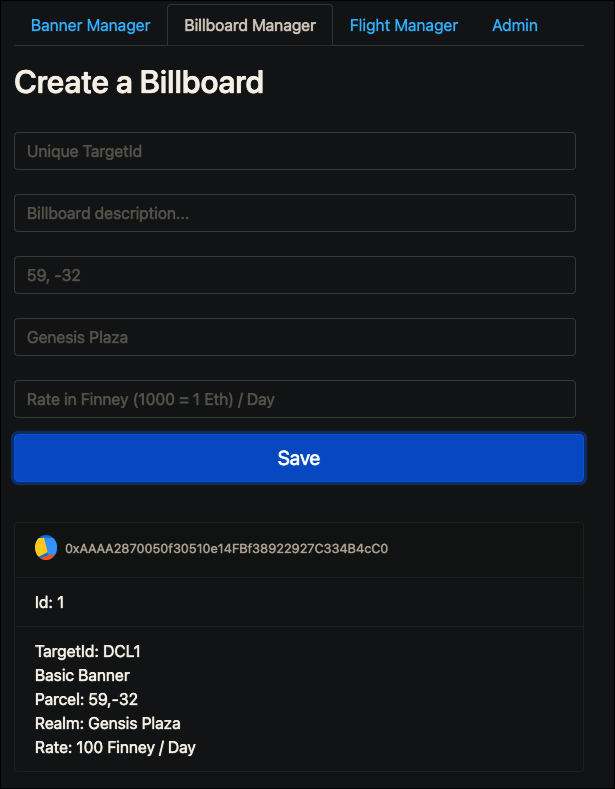 Banner Manager
Billboard Manager
Flight Manager
Admin
Create a Billboard
Unique TargetId
Billboard description...
59, -32
Genesis Plaza
Rate in Finney (1000 = 1 Eth) / Day
Save
0xAAAA2870050f30510e14FBf38922927C334B4cC0
Id: 1
TargetId: DCL1
Basic Banner
Parcel: 59,-32
Realm: Gensis Plaza
Rate: 100 Finney / Day